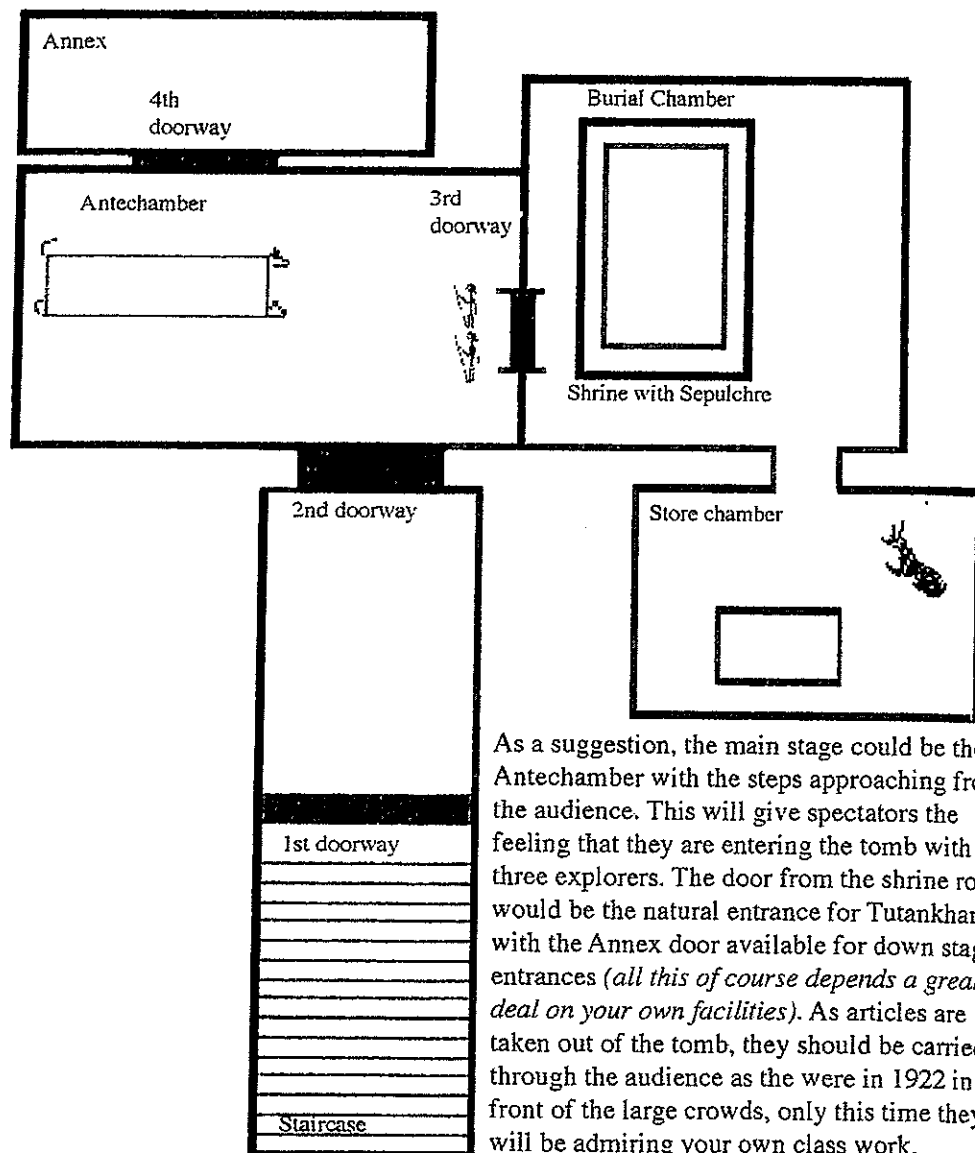 Annex
4th
doorway
Burial Chamber
Antechamber
3rd
doorway
Shrine with Sepulchre
2nd doorway
Store chamber
As a suggestion, the main stage could be the
Antechamber with the steps approaching
the audience. This will give spectators the
1st doorway
feeling that they are entering the tomb with
three explorers. The door from the shrine
would be the natural entrance for
with the Annex door available for down
entrances (all this of course depends a great
deal on your own facilities). As articles are
taken out of the tomb, they should be carried
through the audience as the were in 1922 in
front of the large crowds, only this time they
Staircase
will be admiring your own class work.